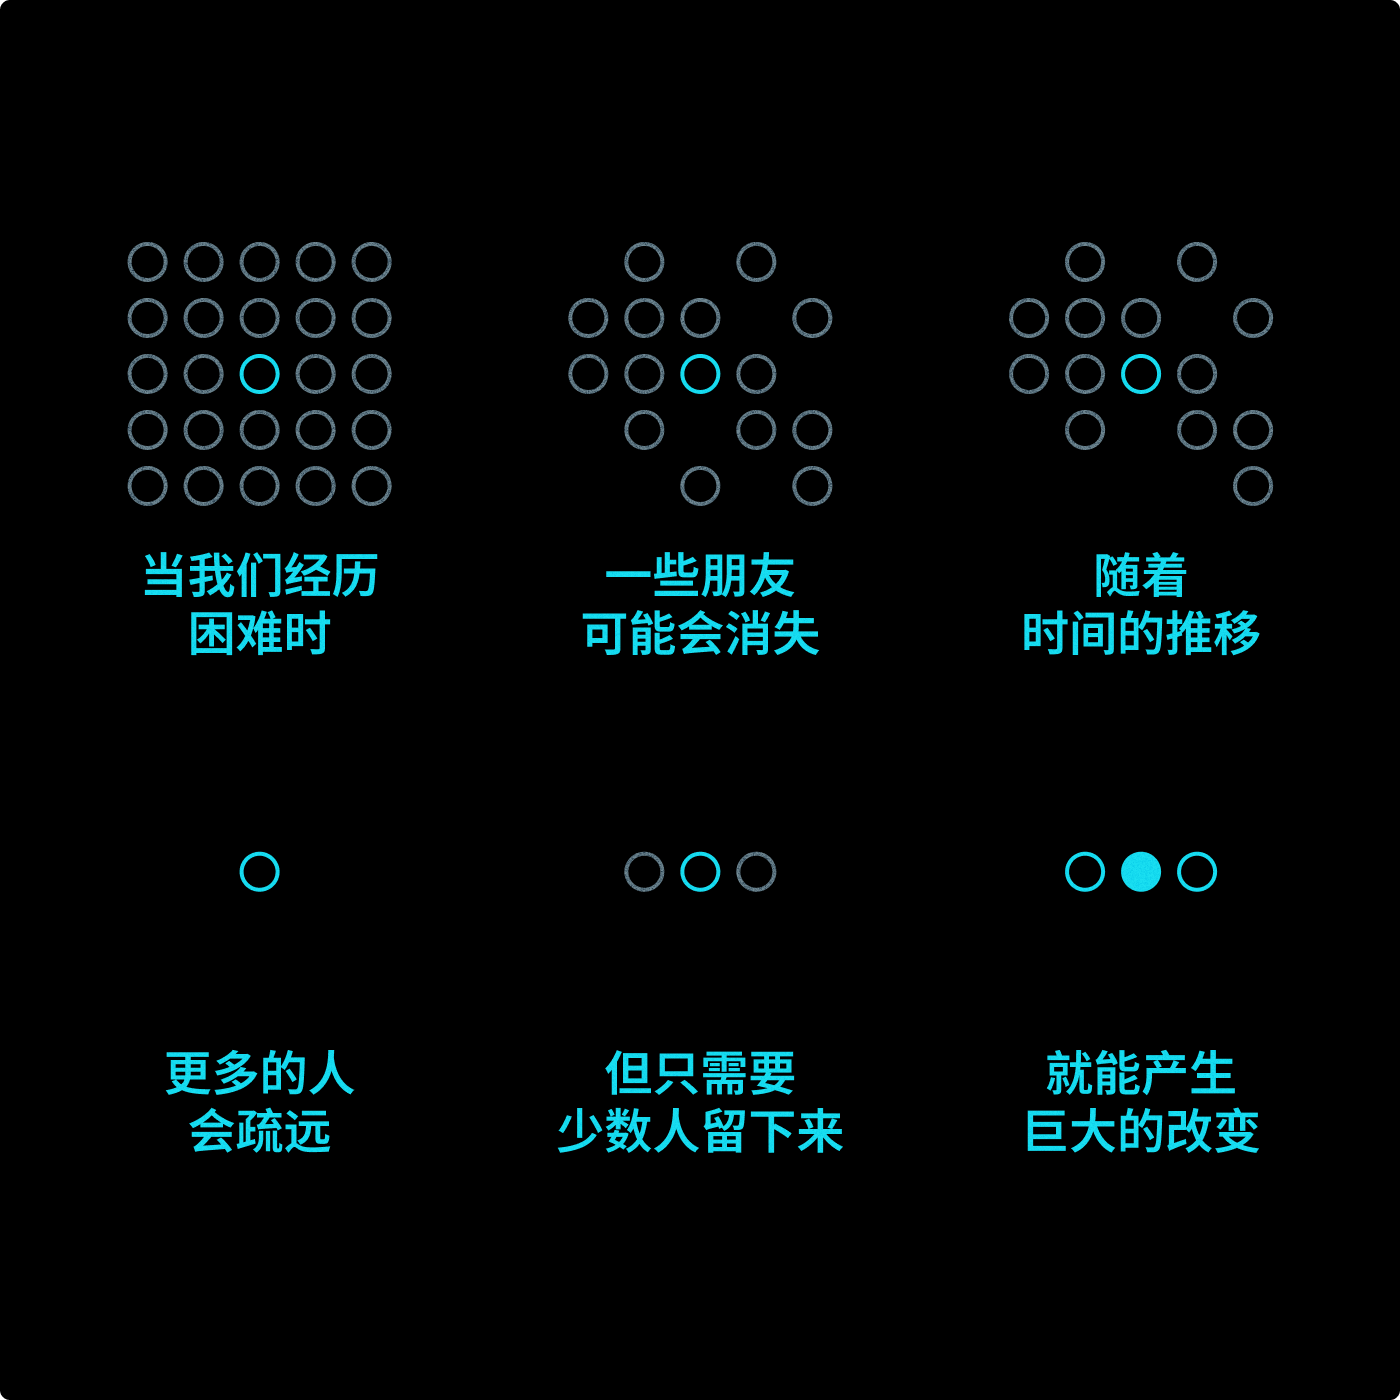 当我们经历
困难时
一些朋友
可能会消失
随着
时间的推移
更多的人
会疏远
但只需要
少数人留下来
就能产生
巨大的改变